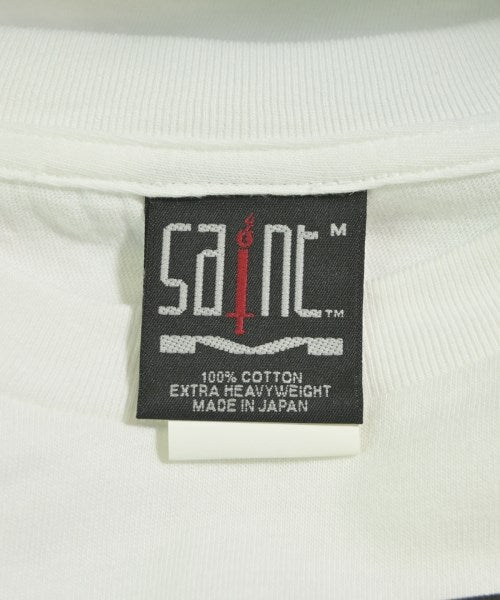 saint M
TM
100% COTTON
EXTRA HEAVYWEIGHT
MADE IN JAPAN